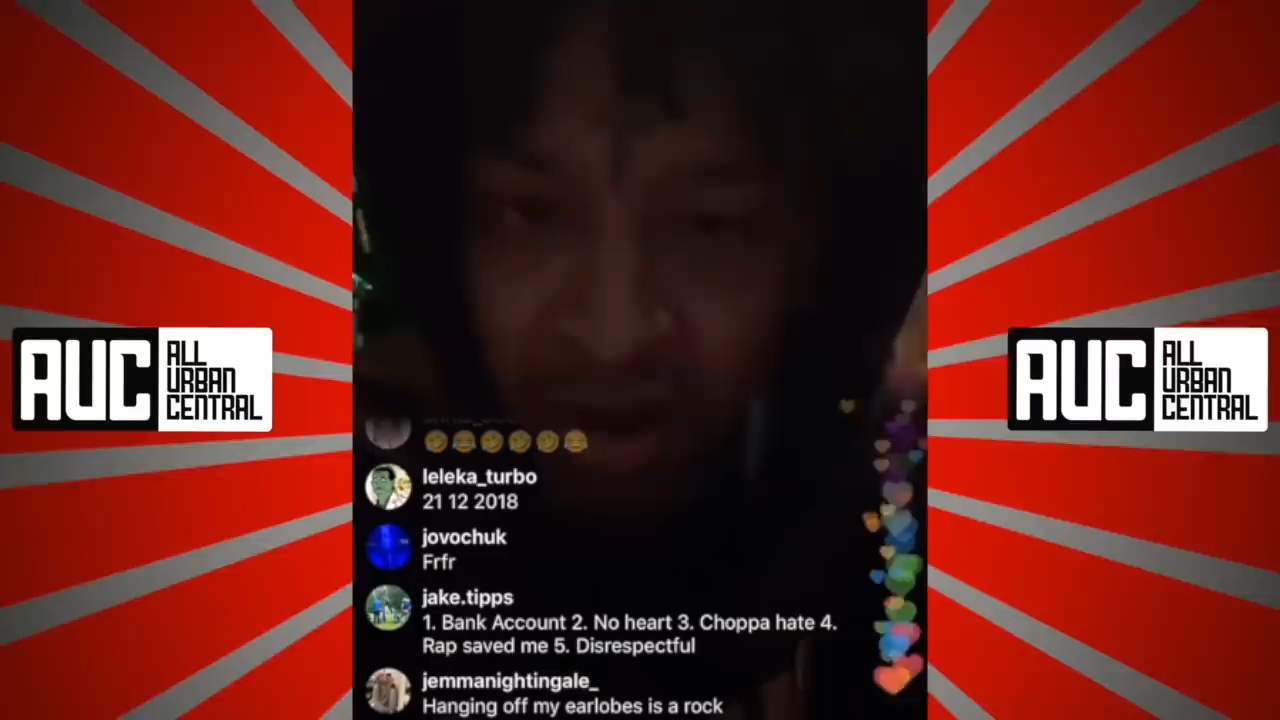 AUC ALL
URBAN
CENTRAL
AUC ALL
URBAN
CENTRAL
🤣😂🤣🤣🤣😂
leleka_turbo
21 12 2018
jovochuk
Frfr
jake.tipps
1. Bank Account 2. No heart 3. Choppa hate 4.
Rap saved me 5. Disrespectful
jemmanightingale_
Hanging off my earlobes is a rock